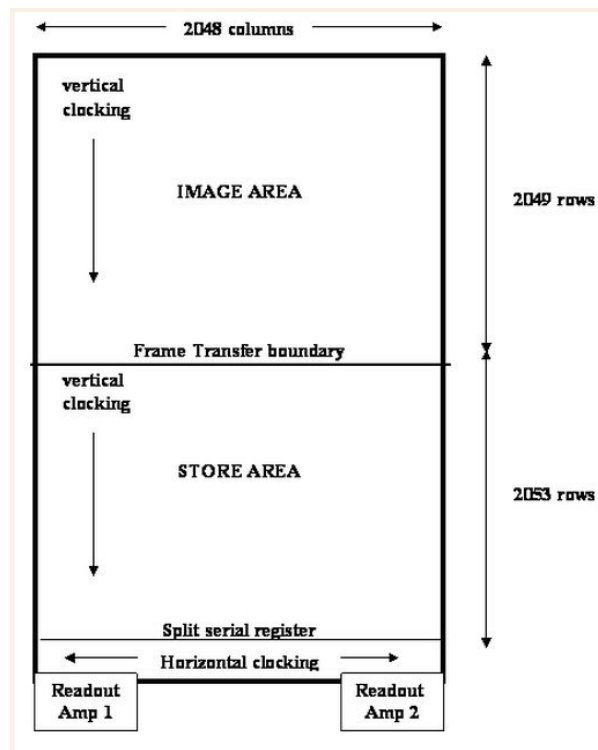 2048 columns
vertical
clocking
IMAGE AREA
2049 rows
Frame Transfer boundary
vertical
clocking
STORE AREA
2053 rows
Split serial register
Horizontal clocking
Readout
Amp 1
Readout
Amp 2